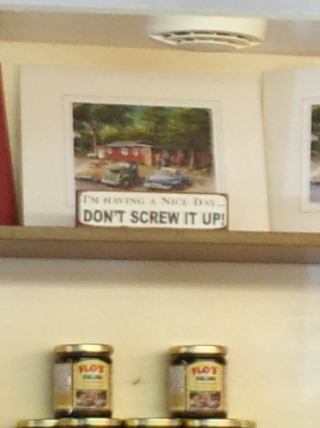 I'M HAVING A NICE DAY...
DON'T SCREW IT UP!
FLO'S
FLO'S